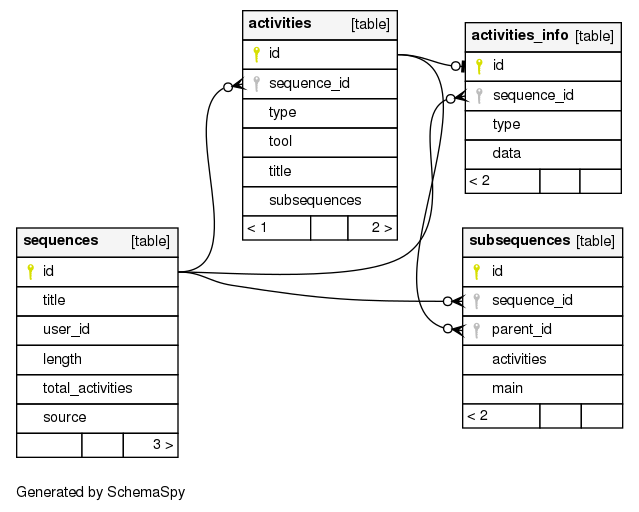 activities [table]
id
sequence_id
type
tool
title
subsequences
< 1 2 >
activities_info [table]
id
sequence_id
type
data
< 2
sequences [table]
id
title
user_id
length
total_activities
source
3 >
subsequences [table]
id
sequence_id
parent_id
activities
main
< 2
Generated by SchemaSpy